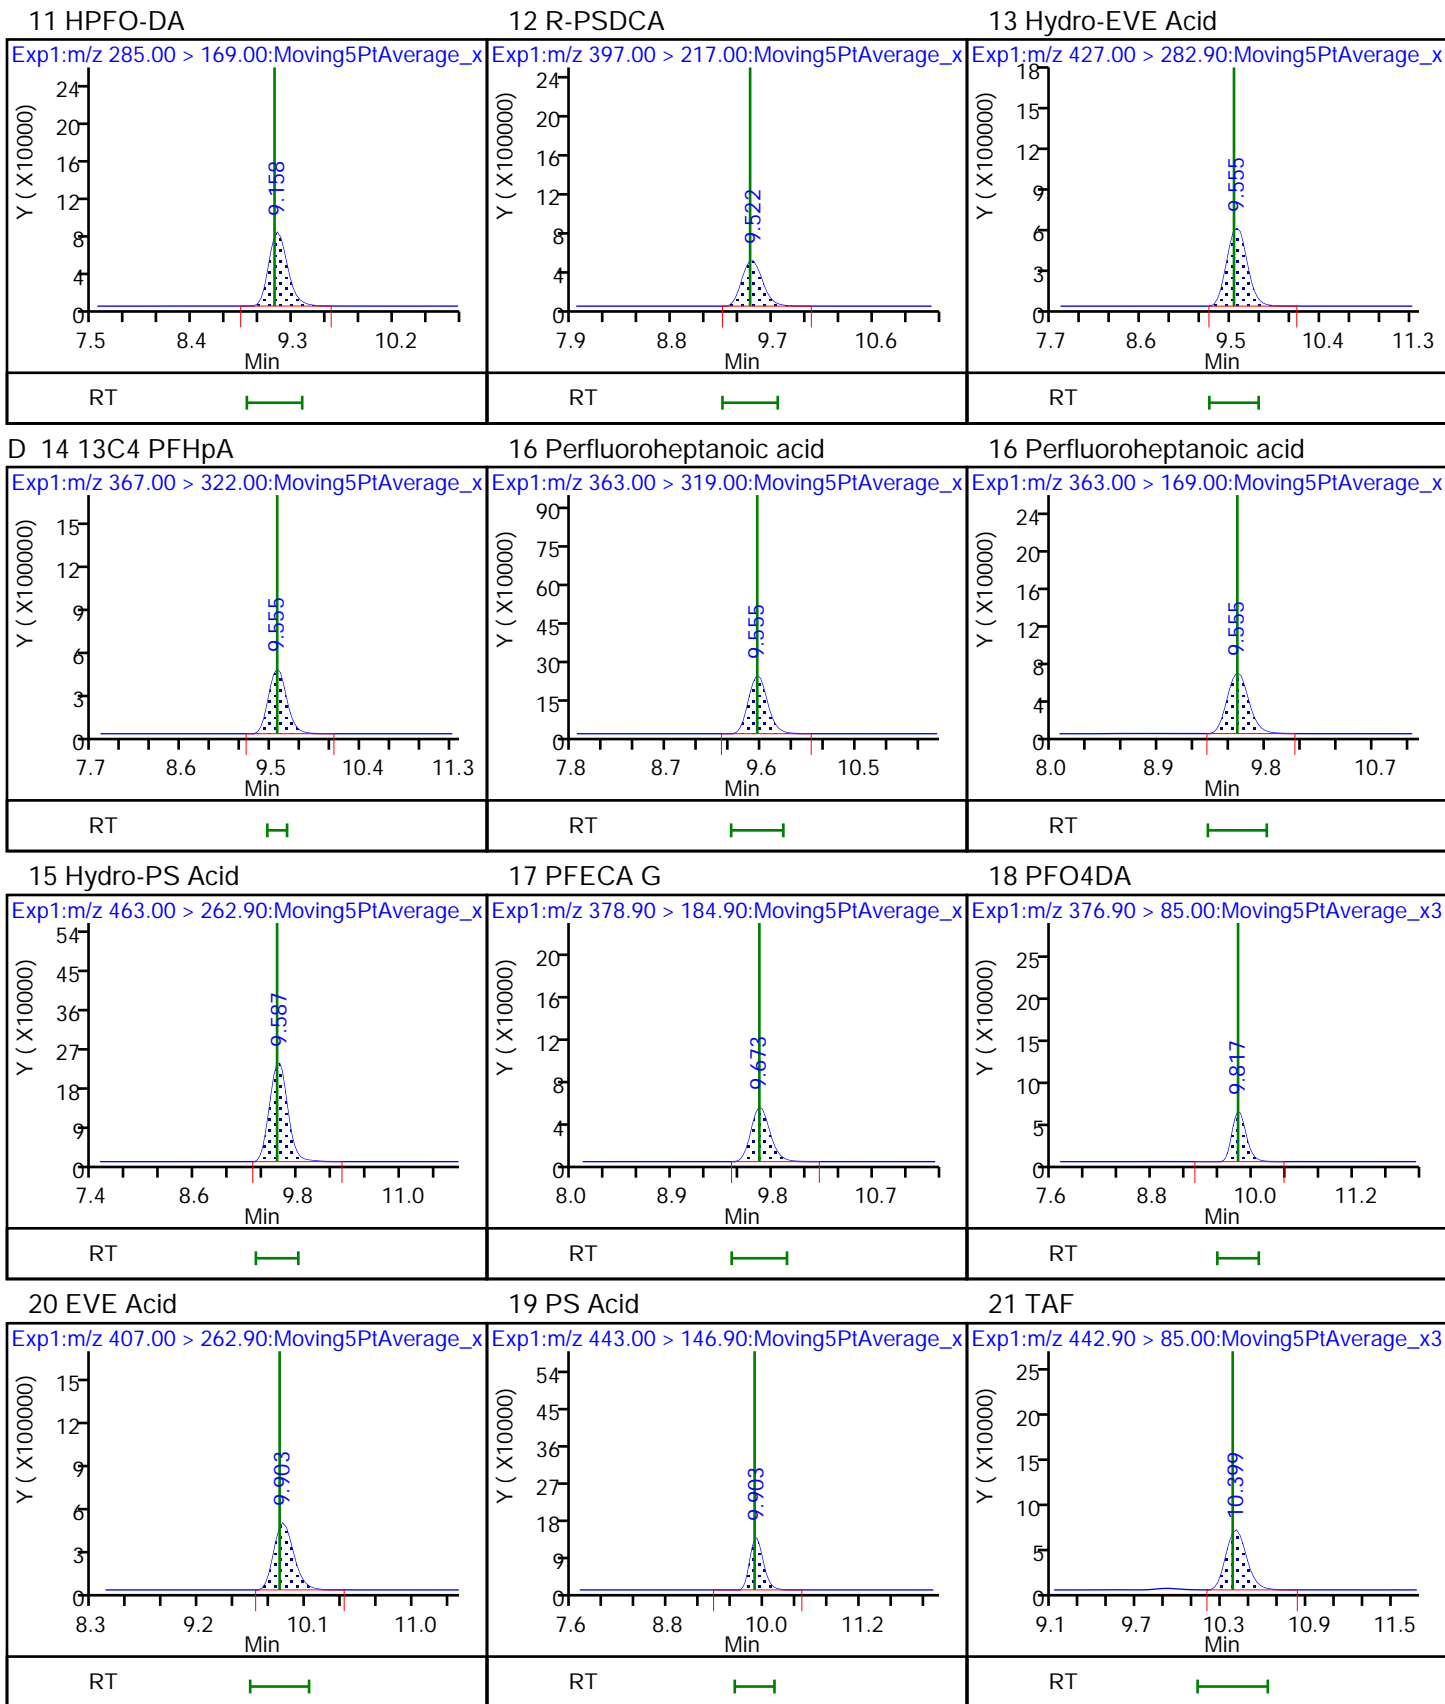 11 HPFO-DA
Exp1:m/z 285.00 > 169.00:Moving5PtAverage_x
Y ( X100000)
24
20
16
12
8
4
0
9.158
7.5 8.4 9.3 10.2
Min
RT
12 R-PSDCA
Exp1:m/z 397.00 > 217.00:Moving5PtAverage_x
Y ( X100000)
24
20
16
12
8
4
0
9.522
7.9 8.8 9.7 10.6
Min
RT
13 Hydro-EVE Acid
Exp1:m/z 427.00 > 282.90:Moving5PtAverage_x
Y ( X100000)
18
15
12
9
6
3
0
9.555
7.7 8.6 9.5 10.4 11.3
Min
RT
D 14 13C4 PFHpA
Exp1:m/z 367.00 > 322.00:Moving5PtAverage_x
Y ( X100000)
15
12
9
6
3
0
9.555
7.7 8.6 9.5 10.4 11.3
Min
RT
16 Perfluoroheptanoic acid
Exp1:m/z 363.00 > 319.00:Moving5PtAverage_x
Y ( X10000)
90
75
60
45
30
15
0
9.555
7.8 8.7 9.6 10.5
Min
RT
16 Perfluoroheptanoic acid
Exp1:m/z 363.00 > 169.00:Moving5PtAverage_x
Y ( X10000)
24
20
16
12
8
4
0
9.555
8.0 8.9 9.8 10.7
Min
RT
15 Hydro-PS Acid
Exp1:m/z 463.00 > 262.90:Moving5PtAverage_x
Y ( X10000)
54
45
36
27
18
9
0
9.587
7.4 8.6 9.8 11.0
Min
RT
17 PFECA G
Exp1:m/z 378.90 > 184.90:Moving5PtAverage_x
Y ( X10000)
20
16
12
8
4
0
9.673
8.0 8.9 9.8 10.7
Min
RT
18 PFO4DA
Exp1:m/z 376.90 > 85.00:Moving5PtAverage_x3
Y ( X10000)
25
20
15
10
5
0
9.817
7.6 8.8 10.0 11.2
Min
RT
20 EVE Acid
Exp1:m/z 407.00 > 262.90:Moving5PtAverage_x
Y ( X100000)
15
12
9
6
3
0
9.903
8.3 9.2 10.1 11.0
Min
RT
19 PS Acid
Exp1:m/z 443.00 > 146.90:Moving5PtAverage_x
Y ( X10000)
54
45
36
27
18
9
0
9.903
7.6 8.8 10.0 11.2
Min
RT
21 TAF
Exp1:m/z 442.90 > 85.00:Moving5PtAverage_x3
Y ( X10000)
25
20
15
10
5
0
10.399
9.1 9.7 10.3 10.9 11.5
Min
RT